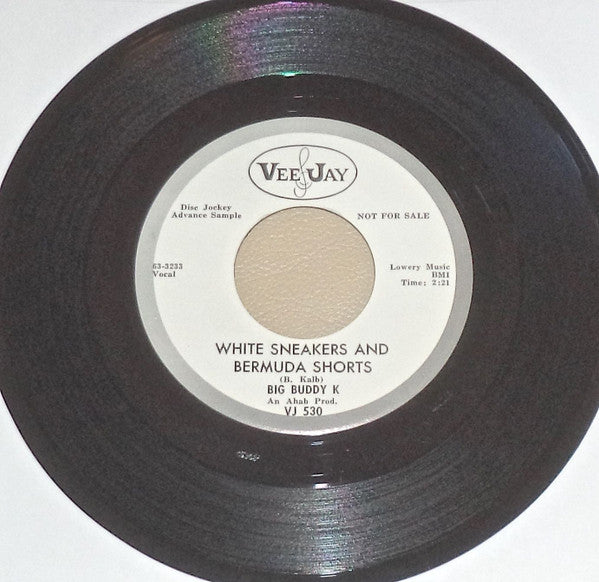 VEE JAY
Disc Jockey
Advance Sample
NOT FOR SALE
63-3233
Vocal
Lowery Music
BMI
Time: 2:21
WHITE SNEAKERS AND
BERMUDA SHORTS
(B. Kalb)
BIG BUDDY K
An Ahab Prod.
VJ 530